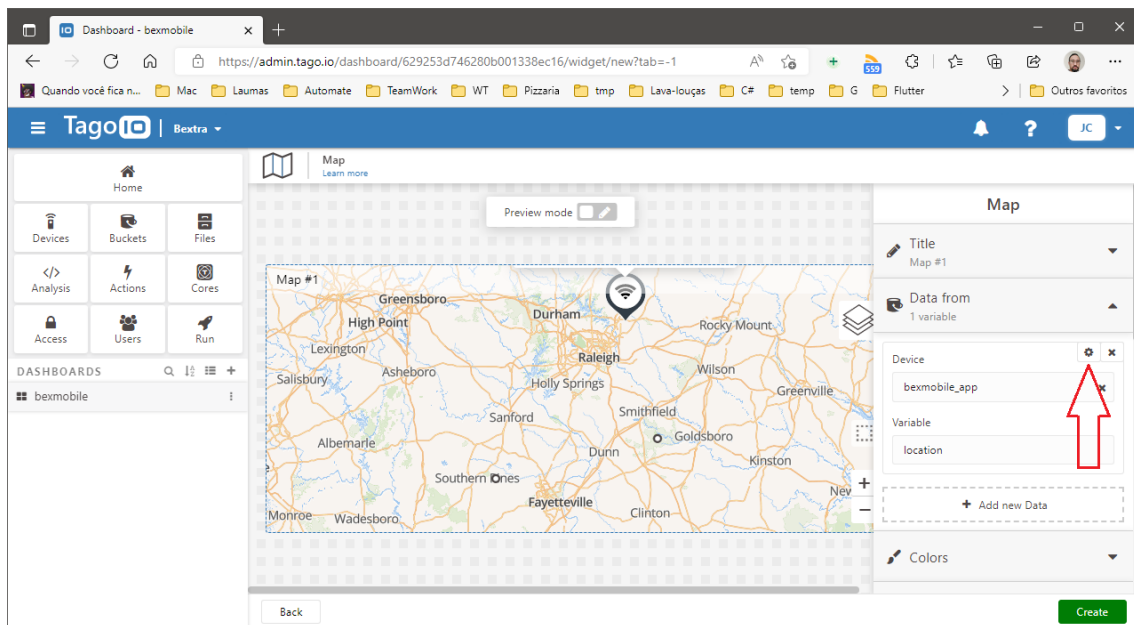 Dashboard - bexmobile
https://admin.tago.io/dashboard/629253d746280b001338ec16/widget/new?tab=-1
559
Quando você fica n... Mac Laumas Automate TeamWork WT Pizzaria tmp Lava-louças C# temp G Flutter Outros favoritos
TagoIO | Bextra ? JC
Map
Learn more
Home
Devices Buckets Files
Analysis Actions Cores
Access Users Run
DASHBOARDS
bexmobile
Preview mode
Map #1
Greensboro
Durham
High Point
Rocky Mount
Lexington
Raleigh
Wilson
Asheboro
Salisbury
Holly Springs
Greenville
Smithfield
Sanford
Goldsboro
Albemarle
Dunn
Kinston
Southern
New
Fayetteville
Clinton
Monroe
Wadesboro
+
−
Map
Title
Map #1
Data from
1 variable
Device
bexmobile_app
Variable
location
+ Add new Data
Colors
Back
Create